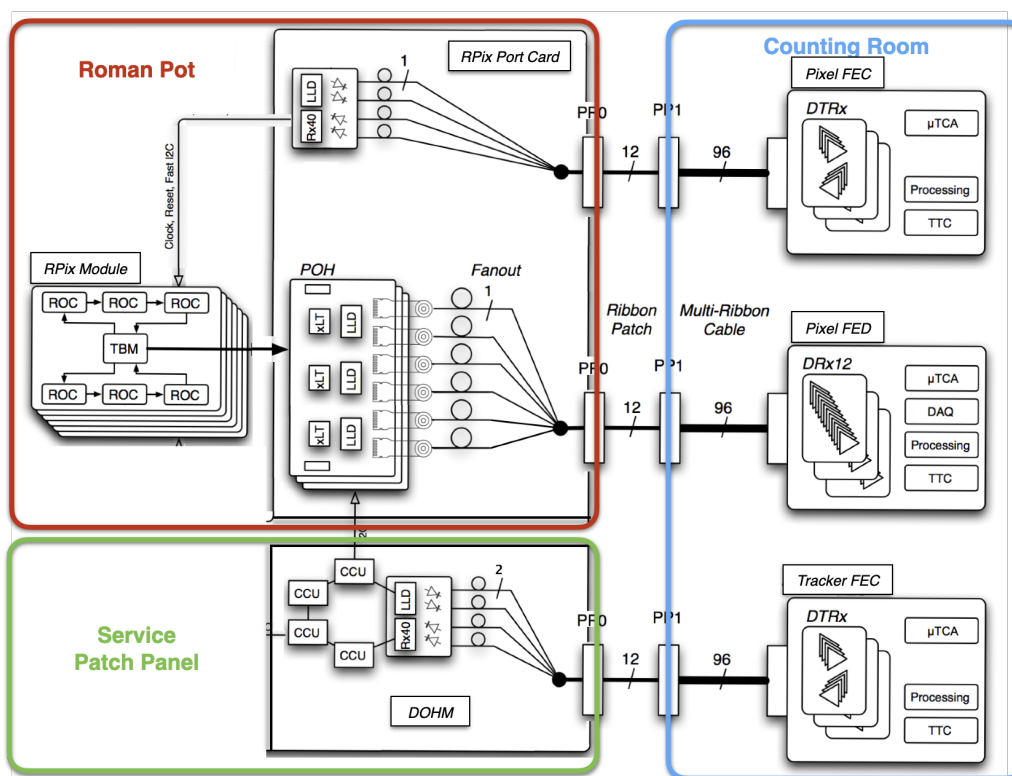 Roman Pot
RPix Port Card
Counting Room
Pixel FEC
LLD
Rx40
1
PP0
PP1
DTRx
µTCA
12
96
Processing
TTC
Clock, Reset, Fast I2C
RPix Module
ROC
ROC
ROC
TBM
ROC
ROC
ROC
POH
Fanout
1
xLT
LLD
xLT
LLD
xLT
LLD
Ribbon
Patch
Multi-Ribbon
Cable
Pixel FED
PP0
PP1
DRx12
µTCA
12
96
DAQ
Processing
TTC
Service
Patch Panel
CCU
CCU
CCU
CCU
LLD
Rx40
2
DOHM
Tracker FEC
PP0
PP1
DTRx
µTCA
12
96
Processing
TTC